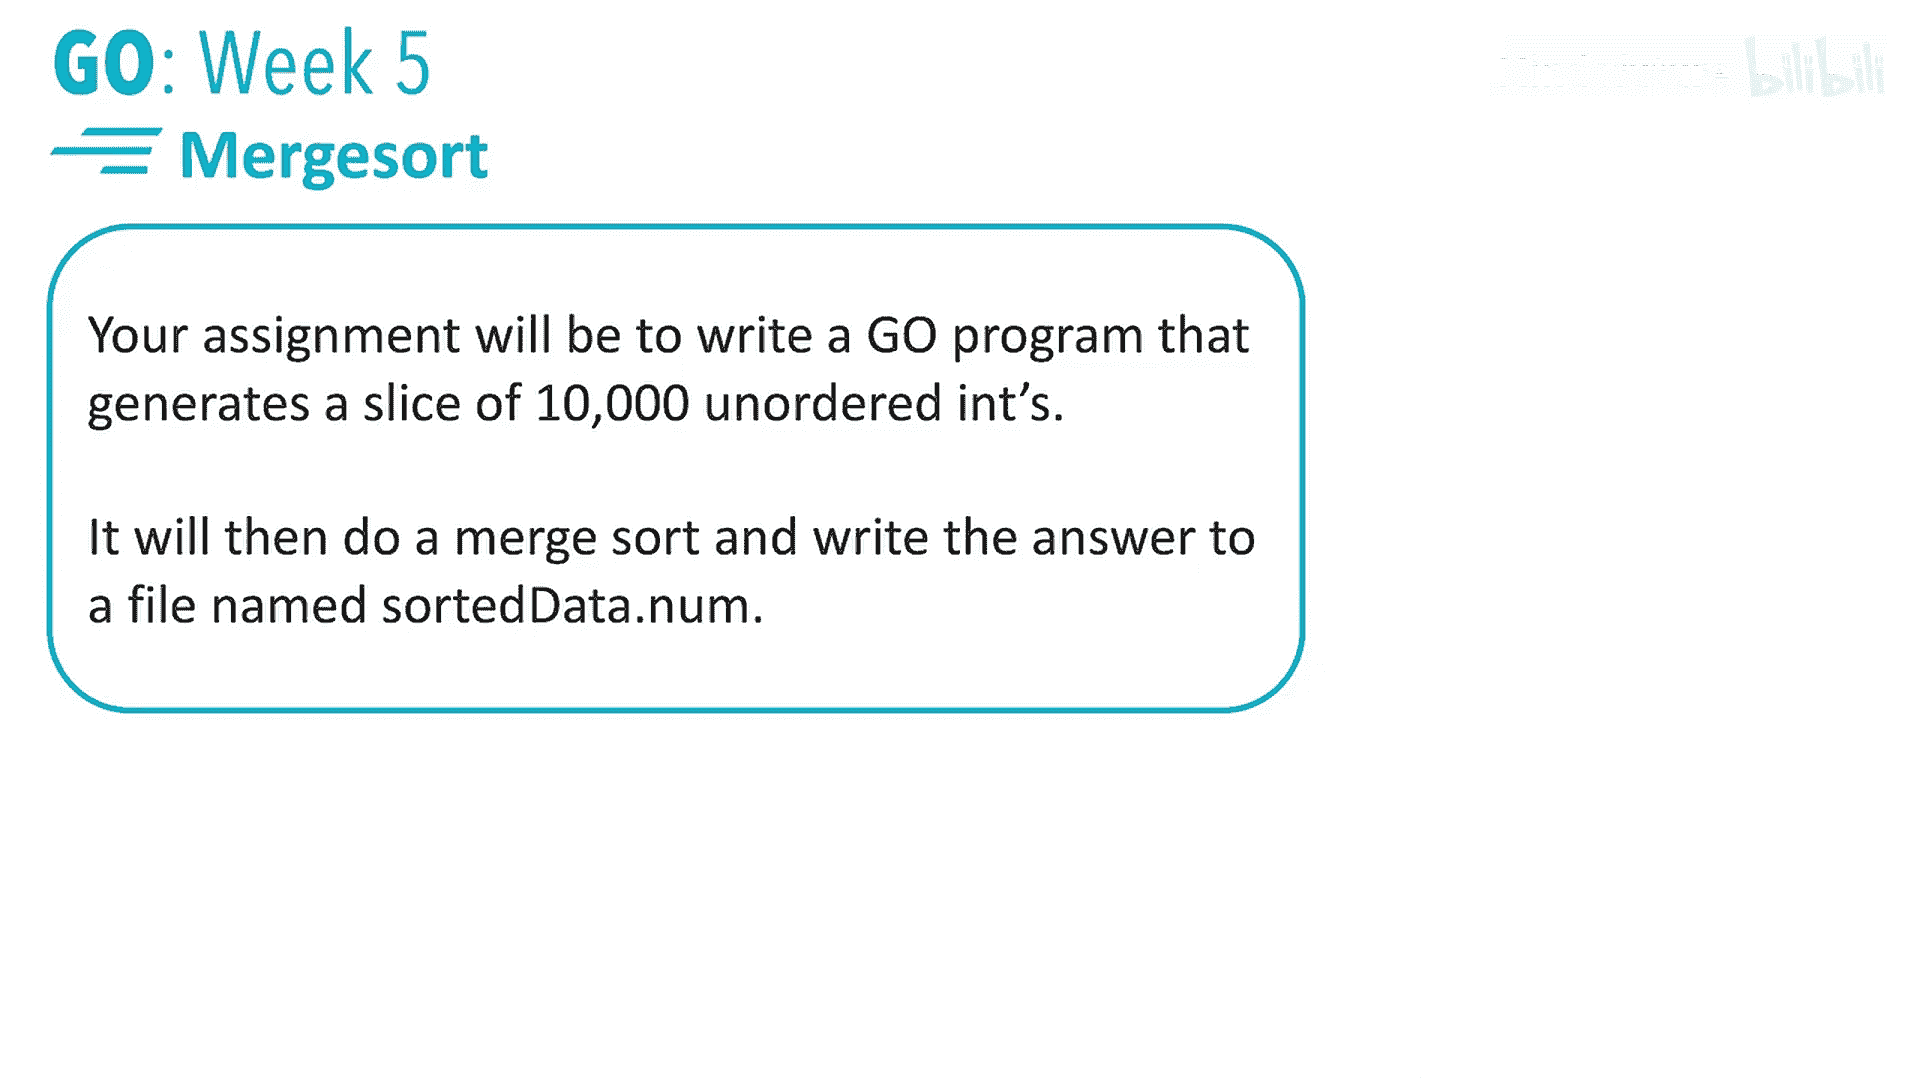 GO: Week 5
Mergesort
Your assignment will be to write a GO program that
generates a slice of 10,000 unordered int’s.
It will then do a merge sort and write the answer to
a file named sortedData.num.
bilibili